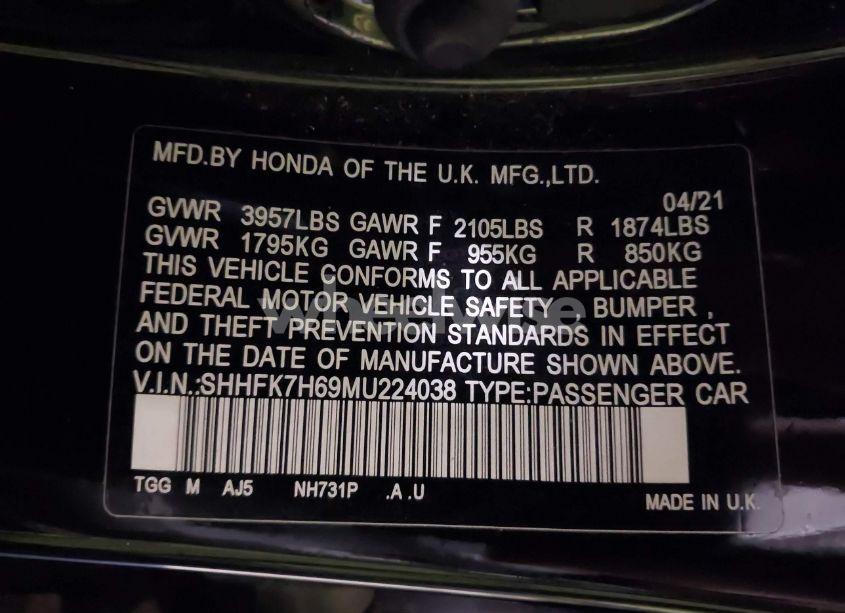 MFD.BY HONDA OF THE U.K. MFG.,LTD.
04/21
GVWR 3957LBS GAWR F 2105LBS R 1874LBS
GVWR 1795KG GAWR F 955KG R 850KG
THIS VEHICLE CONFORMS TO ALL APPLICABLE
FEDERAL MOTOR VEHICLE SAFETY , BUMPER ,
AND THEFT PREVENTION STANDARDS IN EFFECT
ON THE DATE OF MANUFACTURE SHOWN ABOVE.
V.I.N.:SHHFK7H69MU224038 TYPE:PASSENGER CAR
TGG M AJ5 NH731P .A .U
MADE IN U.K.